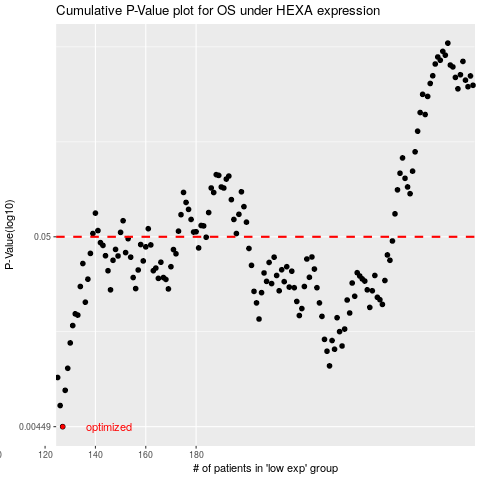 Cumulative P-Value plot for OS under HEXA expression
P-Value(log10)
0.05
0.00449
optimized
0 120 140 160 180
# of patients in 'low exp' group